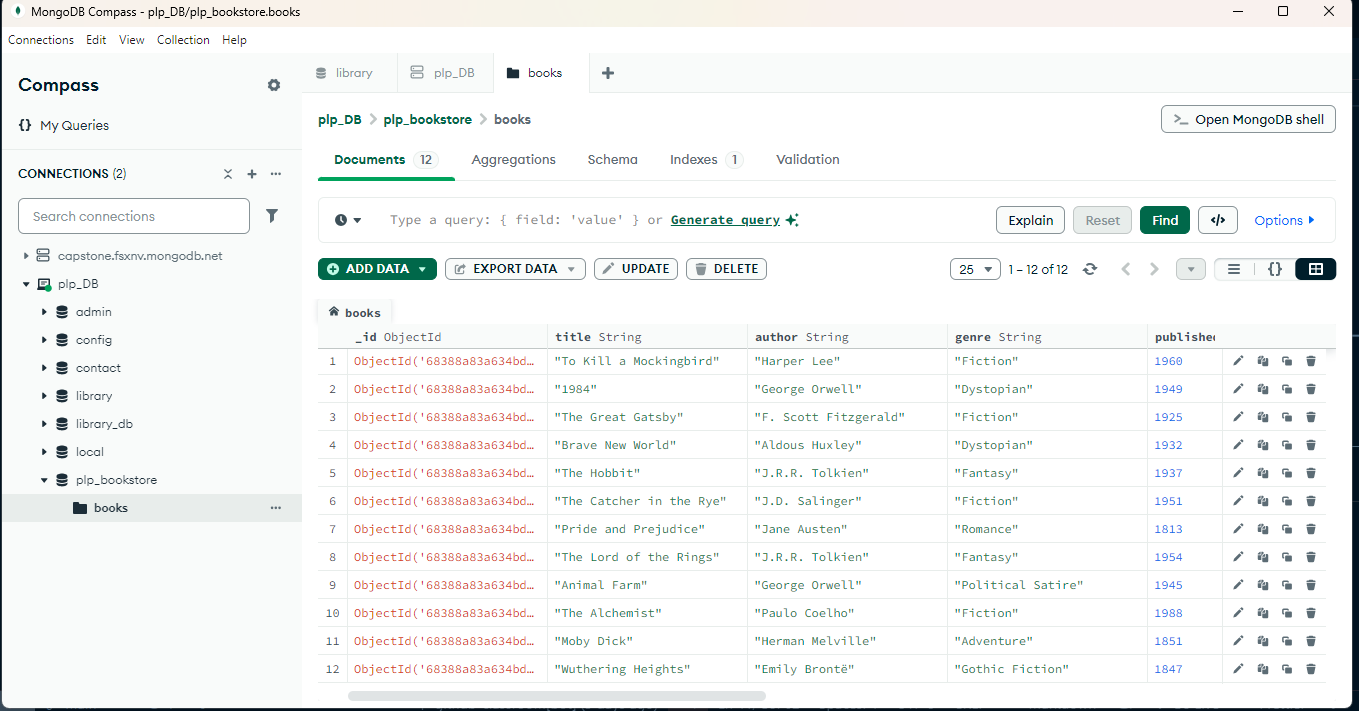 MongoDB Compass - plp_DB/plp_bookstore.books
Connections Edit View Collection Help
Compass
{} My Queries
CONNECTIONS (2)
Search connections
capstone.fsxnv.mongodb.net
plp_DB
admin
config
contact
library
library_db
local
plp_bookstore
books
library plp_DB books
plp_DB > plp_bookstore > books
>_ Open MongoDB shell
Documents 12 Aggregations Schema Indexes 1 Validation
Type a query: { field: 'value' } or Generate query
Explain Reset Find </> Options
ADD DATA EXPORT DATA UPDATE DELETE
25 1 – 12 of 12 {}
books
_id ObjectId title String author String genre String published
1 ObjectId('68388a83a634bd… "To Kill a Mockingbird" "Harper Lee" "Fiction" 1960
2 ObjectId('68388a83a634bd… "1984" "George Orwell" "Dystopian" 1949
3 ObjectId('68388a83a634bd… "The Great Gatsby" "F. Scott Fitzgerald" "Fiction" 1925
4 ObjectId('68388a83a634bd… "Brave New World" "Aldous Huxley" "Dystopian" 1932
5 ObjectId('68388a83a634bd… "The Hobbit" "J.R.R. Tolkien" "Fantasy" 1937
6 ObjectId('68388a83a634bd… "The Catcher in the Rye" "J.D. Salinger" "Fiction" 1951
7 ObjectId('68388a83a634bd… "Pride and Prejudice" "Jane Austen" "Romance" 1813
8 ObjectId('68388a83a634bd… "The Lord of the Rings" "J.R.R. Tolkien" "Fantasy" 1954
9 ObjectId('68388a83a634bd… "Animal Farm" "George Orwell" "Political Satire" 1945
10 ObjectId('68388a83a634bd… "The Alchemist" "Paulo Coelho" "Fiction" 1988
11 ObjectId('68388a83a634bd… "Moby Dick" "Herman Melville" "Adventure" 1851
12 ObjectId('68388a83a634bd… "Wuthering Heights" "Emily Brontë" "Gothic Fiction" 1847